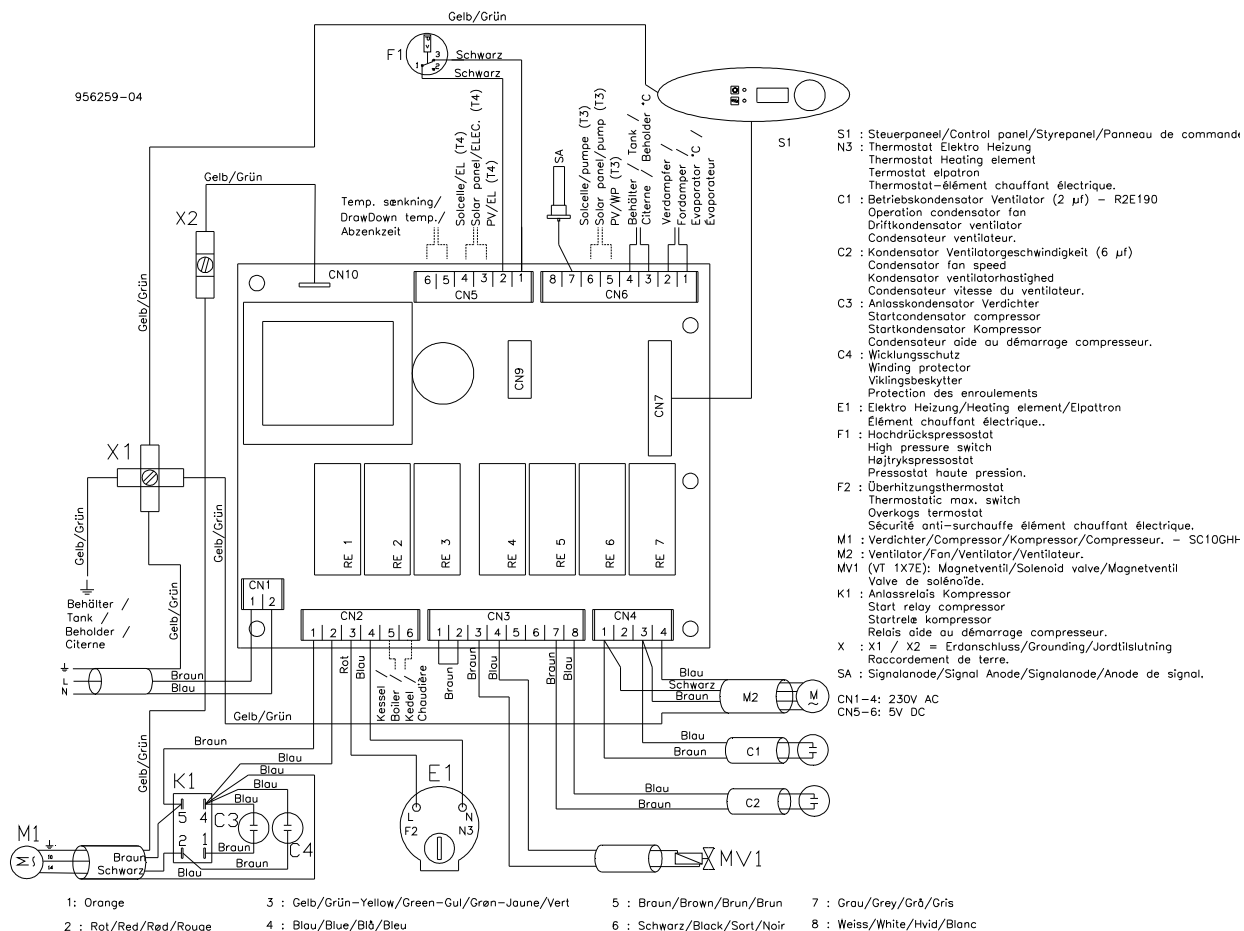 Gelb/Grün
956259-04
F1
3
1
2
Schwarz
Schwarz
S1
Gelb/Grün
X2
Gelb/Grün
Temp. sænkning/
DrawDown temp./
Abzenkzeit
Solcelle/EL (T4)
Solar panel/ELEC. (T4)
PV/EL (T4)
SA
Solcelle/pumpe (T3)
Solar panel/pump (T3)
PV/WP (T3)
Behälter / Tank /
Citerne / Beholder °C
Verdampfer /
Fordamper /
Evaporator °C /
Évaporateur
CN10
6 5 4 3 2 1
CN5
8 7 6 5 4 3 2 1
CN6
CN9
CN7
X1
Gelb/Grün
Gelb/Grün
Gelb/Grün
Behälter /
Tank /
Beholder /
Citerne
RE 1
RE 2
RE 3
RE 4
RE 5
RE 6
RE 7
CN1
1 2
CN2
1 2 3 4 5 6
CN3
1 2 3 4 5 6 7 8
CN4
1 2 3 4
L
N
Braun
Blau
Rot
Blau
Kessel /
Boiler /
Kedel /
Chaudière
Braun
Braun
Blau
Braun
Blau
Blau
Schwarz
Braun
M2
M
~
Gelb/Grün
Gelb/Grün
Braun
Blau
Blau
Blau
Blau
Blau
Braun
C1
Blau
Braun
C2
K1
5 4
2 1
C3
C4
Braun
Braun
Blau
M1
M
Braun
Schwarz
E1
L
N
F2
N3
MV1
S1 : Steuerpaneel/Control panel/Styrepanel/Panneau de commande
N3 : Thermostat Elektro Heizung
Thermostat Heating element
Termostat elpatron
Thermostat-élément chauffant électrique.
C1 : Betriebskondensator Ventilator (2 µf) - R2E190
Operation condensator fan
Driftkondensator ventilator
Condensateur ventilateur.
C2 : Kondensator Ventilatorgeschwindigkeit (6 µf)
Condensator fan speed
Kondensator ventilatorhastighed
Condensateur vitesse du ventilateur.
C3 : Anlasskondensator Verdichter
Startcondensator compressor
Startkondensator Kompressor
Condensateur aide au démarrage compresseur.
C4 : Wicklungsschutz
Winding protector
Viklingsbeskytter
Protection des enroulements
E1 : Elektro Heizung/Heating element/Elpattron
Élément chauffant électrique..
F1 : Hochdrückspressostat
High pressure switch
Højtrykspressostat
Pressostat haute pression.
F2 : Überhitzungsthermostat
Thermostatic max. switch
Overkogs termostat
Sécurité anti-surchauffe élément chauffant électrique.
M1 : Verdichter/Compressor/Kompressor/Compresseur. - SC10GHH
M2 : Ventilator/Fan/Ventilator/Ventilateur.
MV1 (VT 1X7E): Magnetventil/Solenoid valve/Magnetventil
Valve de solénoïde.
K1 : Anlassrelais Kompressor
Start relay compressor
Startrelæ kompressor
Relais aide au démarrage compresseur.
X : X1 / X2 = Erdanschluss/Grounding/Jordtilslutning
Raccordement de terre.
SA : Signalanode/Signal Anode/Signalanode/Anode de signal.
CN1-4: 230V AC
CN5-6: 5V DC
1: Orange
3 : Gelb/Grün-Yellow/Green-Gul/Grøn-Jaune/Vert
5 : Braun/Brown/Brun/Brun
7 : Grau/Grey/Grå/Gris
2 : Rot/Red/Rød/Rouge
4 : Blau/Blue/Blå/Bleu
6 : Schwarz/Black/Sort/Noir
8 : Weiss/White/Hvid/Blanc